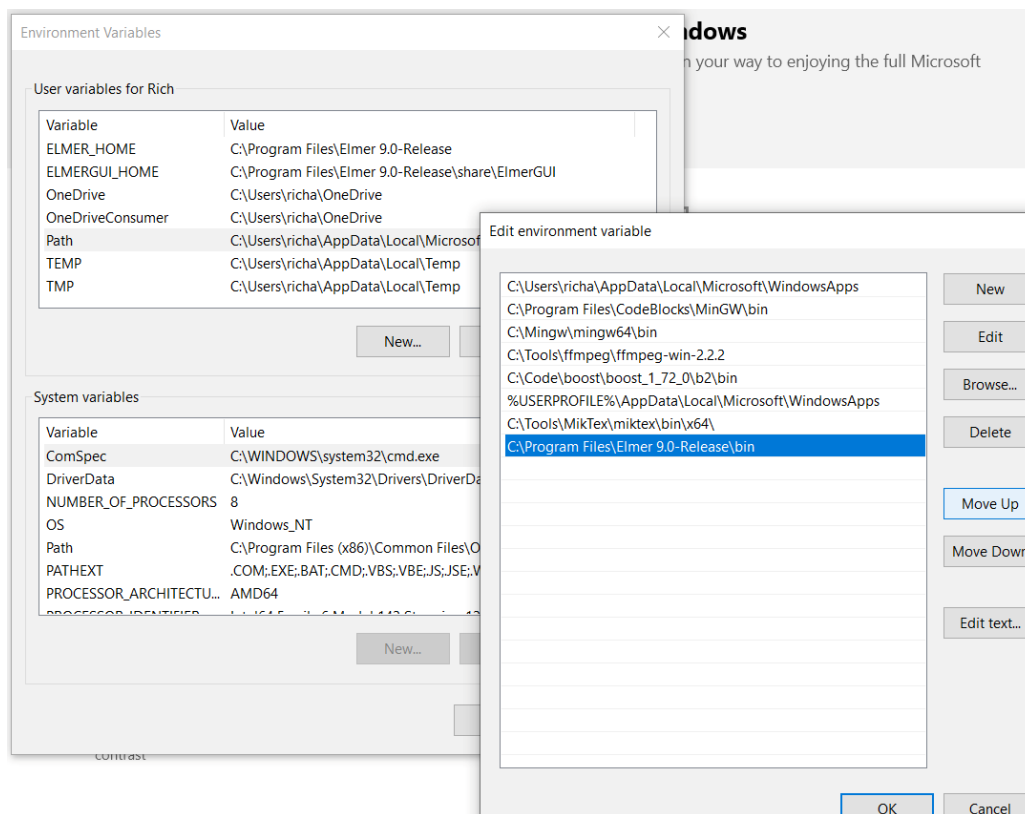 Environment Variables
ndows
n your way to enjoying the full Microsoft
User variables for Rich
Variable Value
ELMER_HOME C:\Program Files\Elmer 9.0-Release
ELMERGUI_HOME C:\Program Files\Elmer 9.0-Release\share\ElmerGUI
OneDrive C:\Users\richa\OneDrive
OneDriveConsumer C:\Users\richa\OneDrive
Path C:\Users\richa\AppData\Local\Microsof
TEMP C:\Users\richa\AppData\Local\Temp
TMP C:\Users\richa\AppData\Local\Temp
New...
System variables
Variable Value
ComSpec C:\WINDOWS\system32\cmd.exe
DriverData C:\Windows\System32\Drivers\DriverDa
NUMBER_OF_PROCESSORS 8
OS Windows_NT
Path C:\Program Files (x86)\Common Files\O
PATHEXT .COM;.EXE;.BAT;.CMD;.VBS;.VBE;.JS;.JSE;.W
PROCESSOR_ARCHITECTU... AMD64
New...
contrast
Edit environment variable
C:\Users\richa\AppData\Local\Microsoft\WindowsApps
C:\Program Files\CodeBlocks\MinGW\bin
C:\Mingw\mingw64\bin
C:\Tools\ffmpeg\ffmpeg-win-2.2.2
C:\Code\boost\boost_1_72_0\b2\bin
%USERPROFILE%\AppData\Local\Microsoft\WindowsApps
C:\Tools\MikTex\miktex\bin\x64\
C:\Program Files\Elmer 9.0-Release\bin
New
Edit
Browse...
Delete
Move Up
Move Down
Edit text...
OK
Cancel